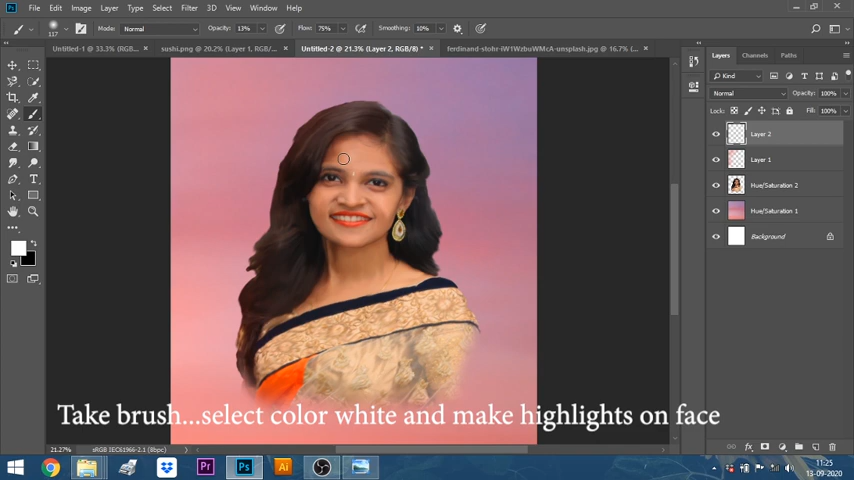 File Edit Image Layer Type Select Filter 3D View Window Help
117 Mode: Normal Opacity: 13% Flow: 75% Smoothing: 10%
Untitled-1 @ 33.3% (RGB... × sushi.png @ 20.2% (Layer 1, RGB/... × Untitled-2 @ 21.3% (Layer 2, RGB/8) * × ferdinand-stohr-iW1WzbuWMcA-unsplash.jpg @ 16.7% (... ×
Layers Channels Paths
Kind
Normal Opacity: 100%
Lock: Fill: 100%
Layer 2
Layer 1
Hue/Saturation 2
Hue/Saturation 1
Background
Take brush...select color white and make highlights on face
21.27% sRGB IEC61966-2.1 (8bpc)
Pr Ps Ai
11:25
13-09-2020